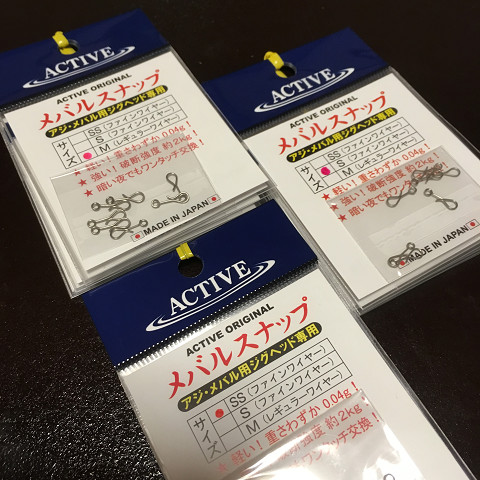 ACTIVE
ACTIVE ORIGINAL
メバルスナップ
アジ・メバル用ジグヘッド専用
サイズ
SS (ファインワイヤー)
S (ファインワイヤー)
M (レギュラーワイヤー)
★ 軽い！重さわずか 0.04g！
★ 強い！破断強度 約2kg
★ 暗い夜でもワンタッチ交換！
MADE IN JAPAN
ACTIVE
ACTIVE ORIGINAL
メバルスナップ
アジ・メバル用ジグヘッド専用
サイズ
SS (ファインワイヤー)
S (ファインワイヤー)
M (レギュラーワイヤー)
★ 軽い！重さわずか 0.04g！
★ 強い！破断強度 約2kg！
★ 暗い夜でもワンタッチ
MADE IN JAPAN
ACTIVE
ACTIVE ORIGINAL
メバルスナップ
アジ・メバル用ジグヘッド専用
サイズ
SS (ファインワイヤー)
S (ファインワイヤー)
M (レギュラーワイヤー)
★ 軽い！重さわずか 0.04g！
破断強度 約2kg
ワンタッチ交換！